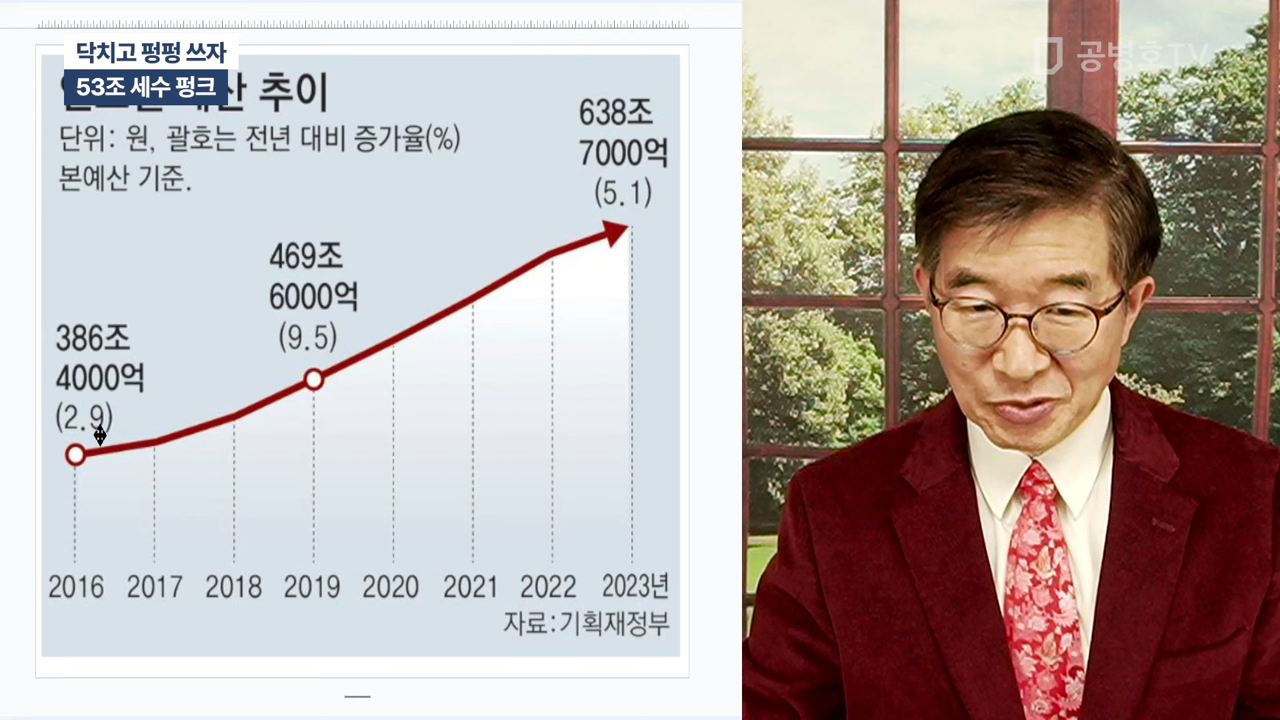 닥치고 펑펑 쓰자
53조 세수 펑크
추이
단위: 원, 괄호는 전년 대비 증가율(%)
본예산 기준.
638조
7000억
(5.1)
469조
6000억
(9.5)
386조
4000억
(2.9)
2016 2017 2018 2019 2020 2021 2022 2023년
자료:기획재정부
공병호TV